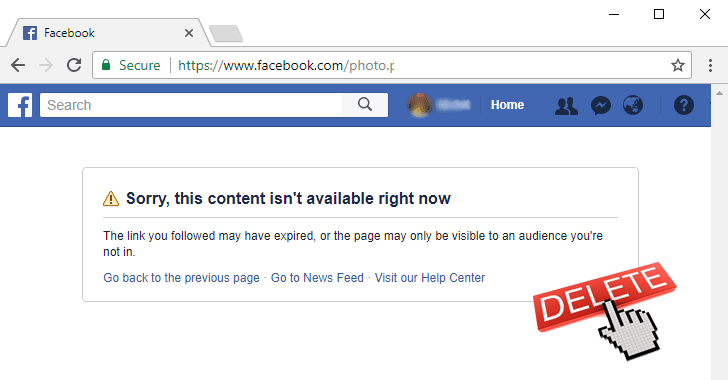 Facebook
Secure
https://www.facebook.com/photo.p
f
Search
Home
?
Sorry, this content isn't available right now
The link you followed may have expired, or the page may only be visible to an audience you're
not in.
Go back to the previous page · Go to News Feed · Visit our Help Center
DELETE